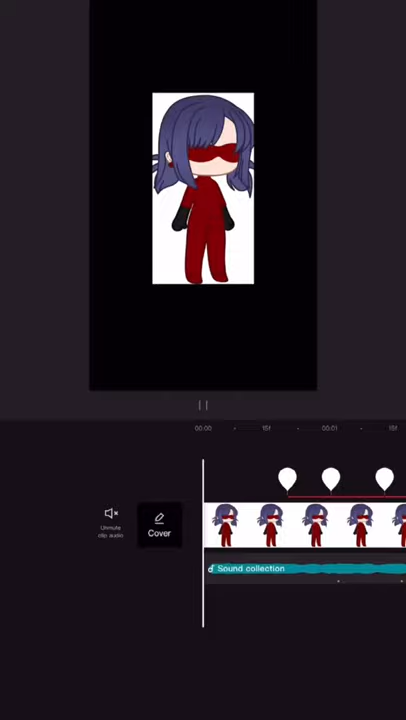 00:00
15f
00:01
15f
Unmute
clip audio
Cover
Sound collection